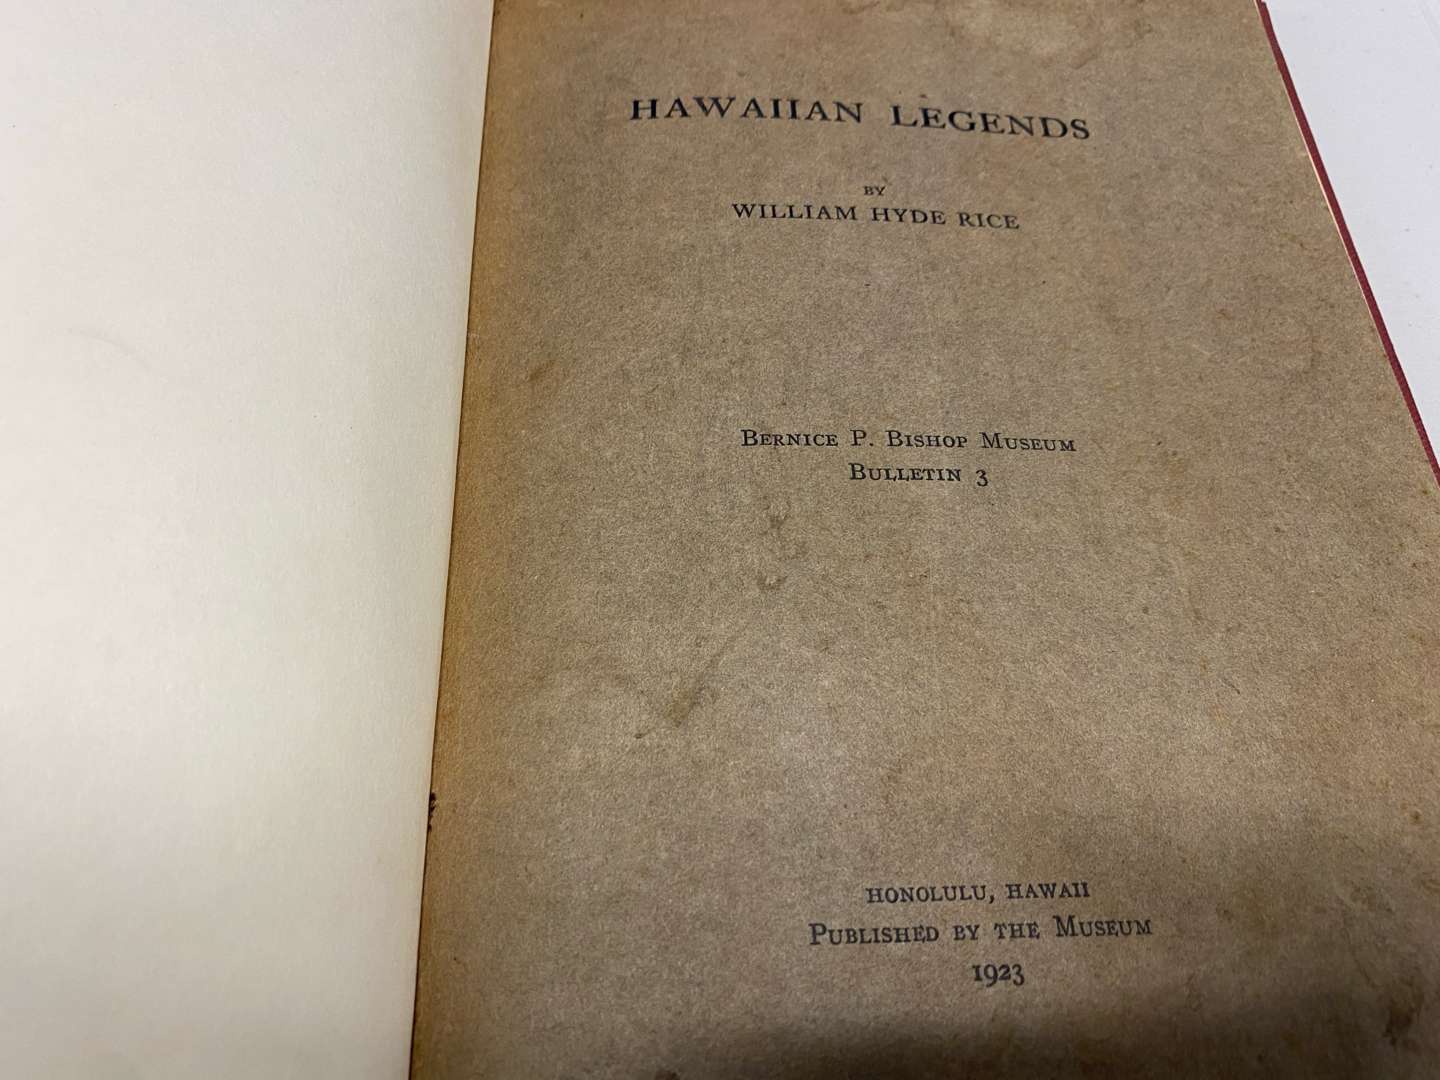 HAWAIIAN LEGENDS
BY
WILLIAM HYDE RICE
BERNICE P. BISHOP MUSEUM
BULLETIN 3
HONOLULU, HAWAII
PUBLISHED BY THE MUSEUM
1923